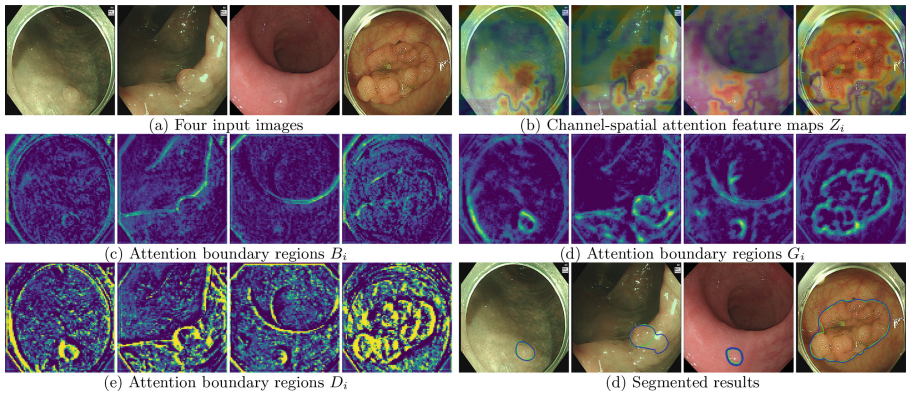 (a) Four input images
(b) Channel-spatial attention feature maps Z_i
(c) Attention boundary regions B_i
(d) Attention boundary regions G_i
(e) Attention boundary regions D_i
(d) Segmented results